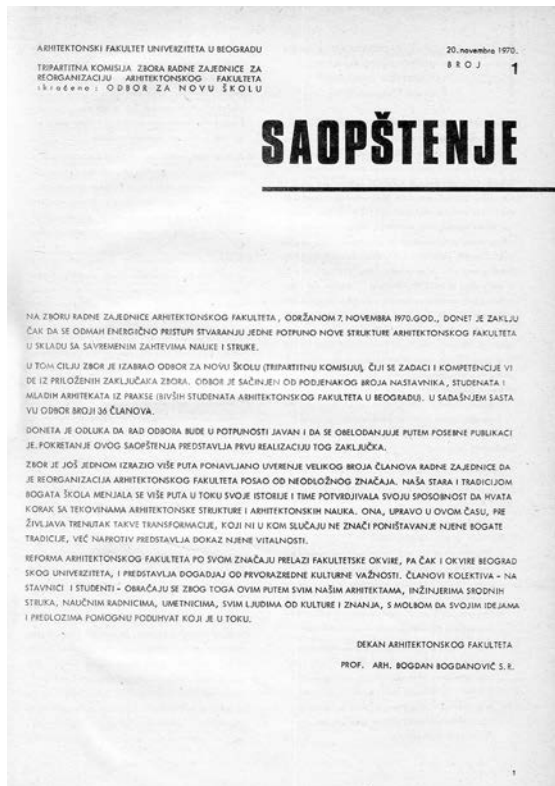 ARHITEKTONSKI FAKULTET UNIVERZITETA U BEOGRADU
TRIPARTITNA KOMISIJA ZBORA RADNE ZAJEDNICE ZA
REORGANIZACIJU ARHITEKTONSKOG FAKULTETA
skraćeno: ODBOR ZA NOVU ŠKOLU
20. novembra 1970.
BROJ 1
SAOPŠTENJE
NA ZBORU RADNE ZAJEDNICE ARHITEKTONSKOG FAKULTETA, ODRŽANOM 7. NOVEMBRA 1970.GOD., DONET JE ZAKLJU
ČAK DA SE ODMAH ENERGIČNO PRISTUPI STVARANJU JEDNE POTPUNO NOVE STRUKTURE ARHITEKTONSKOG FAKULTETA
U SKLADU SA SAVREMENIM ZAHTEVIMA NAUKE I STRUKE.
U TOM CILJU ZBOR JE IZABRAO ODBOR ZA NOVU ŠKOLU (TRIPARTITNU KOMISIJU), ČIJI SE ZADACI I KOMPETENCIJE VI
DE IZ PRILOŽENIH ZAKLJUČAKA ZBORA. ODBOR JE SAČINJEN OD PODJENAKOG BROJA NASTAVNIKA, STUDENATA I
MLADIH ARHITEKATA IZ PRAKSE (BIVŠIH STUDENATA ARHITEKTONSKOG FAKULTETA U BEOGRADU). U SADAŠNJEM SASTA
VU ODBOR BROJI 36 ČLANOVA.
DONETA JE ODLUKA DA RAD ODBORA BUDE U POTPUNOSTI JAVAN I DA SE OBELODANJUJE PUTEM POSEBNE PUBLIKACI
JE. POKRETANJE OVOG SAOPŠTENJA PREDSTAVLJA PRVU REALIZACIJU TOG ZAKLJUČKA.
ZBOR JE JOŠ JEDNOM IZRAZIO VIŠE PUTA PONAVLJANO UVERENJE VELIKOG BROJA ČLANOVA RADNE ZAJEDNICE DA
JE REORGANIZACIJA ARHITEKTONSKOG FAKULTETA POSAO OD NEODLOŽNOG ZNAČAJA. NAŠA STARA I TRADICIJOM
BOGATA ŠKOLA MENJALA SE VIŠE PUTA U TOKU SVOJE ISTORIJE I TIME POTVRDJIVALA SVOJU SPOSOBNOST DA HVATA
KORAK SA TEKOVINAMA ARHITEKTONSKE STRUKTURE I ARHITEKTONSKIH NAUKA. ONA, UPRAVO U OVOM ČASU, PRE
ŽIVLJAVA TRENUTAK TAKVE TRANSFORMACIJE, KOJI NI U KOM SLUČAJU NE ZNAČI PONIŠTAVANJE NJENE BOGATE
TRADICIJE, VEĆ NAPROTIV PREDSTAVLJA DOKAZ NJENE VITALNOSTI.
REFORMA ARHITEKTONSKOG FAKULTETA PO SVOM ZNAČAJU PRELAZI FAKULTETSKE OKVIRE, PA ČAK I OKVIRE BEOGRAD
SKOG UNIVERZITETA, I PREDSTAVLJA DOGADJAJ OD PRVORAZREDNE KULTURNE VAŽNOSTI. ČLANOVI KOLEKTIVA - NA
STAVNICI I STUDENTI - OBRAĆAJU SE ZBOG TOGA OVIM PUTEM SVIM NAŠIM ARHITEKTAMA, INŽINJERIMA SRODNIH
STRUKA, NAUČNIM RADNICIMA, UMETNICIMA, SVIM LJUDIMA OD KULTURE I ZNANJA, S MOLBOM DA SVOJIM IDEJAMA
I PREDLOZIMA POMOGNU PODUHVAT KOJI JE U TOKU.
DEKAN ARHITEKTONSKOG FAKULTETA
PROF. ARH. BOGDAN BOGDANOVIĆ S.R.
1